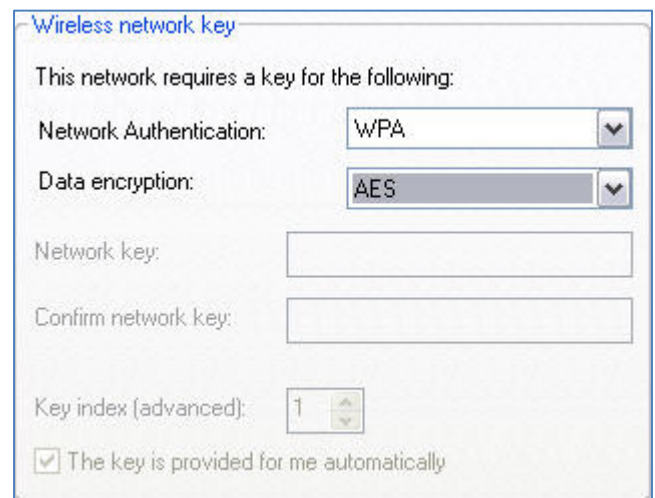 Wireless network key
This network requires a key for the following:
Network Authentication: WPA
Data encryption: AES
Network key:
Confirm network key:
Key index (advanced): 1
The key is provided for me automatically